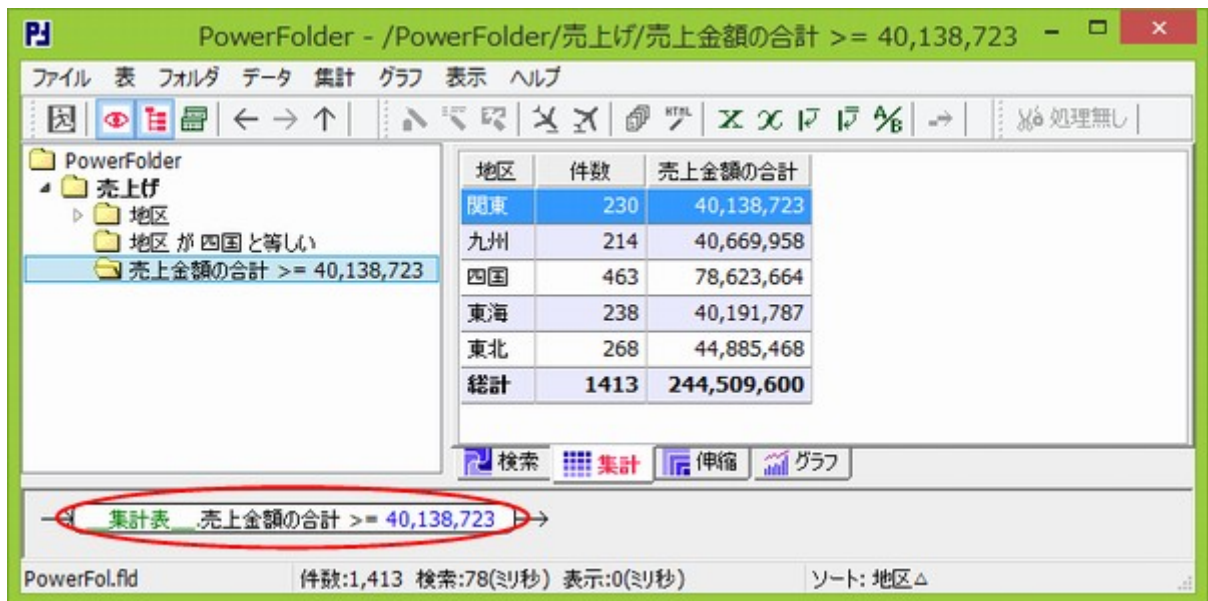 PowerFolder - /PowerFolder/売上げ/売上金額の合計 >= 40,138,723
ファイル 表 フォルダ データ 集計 グラフ 表示 ヘルプ
HTML X X A/B 処理無し
PowerFolder
売上げ
地区
地区 が 四国 と等しい
売上金額の合計 >= 40,138,723
地区 件数 売上金額の合計
関東 230 40,138,723
九州 214 40,669,958
四国 463 78,623,664
東海 238 40,191,787
東北 268 44,885,468
総計 1413 244,509,600
検索 集計 伸縮 グラフ
__集計表__.売上金額の合計 >= 40,138,723
PowerFol.fld 件数:1,413 検索:78(ミリ秒) 表示:0(ミリ秒) ソート: 地区△